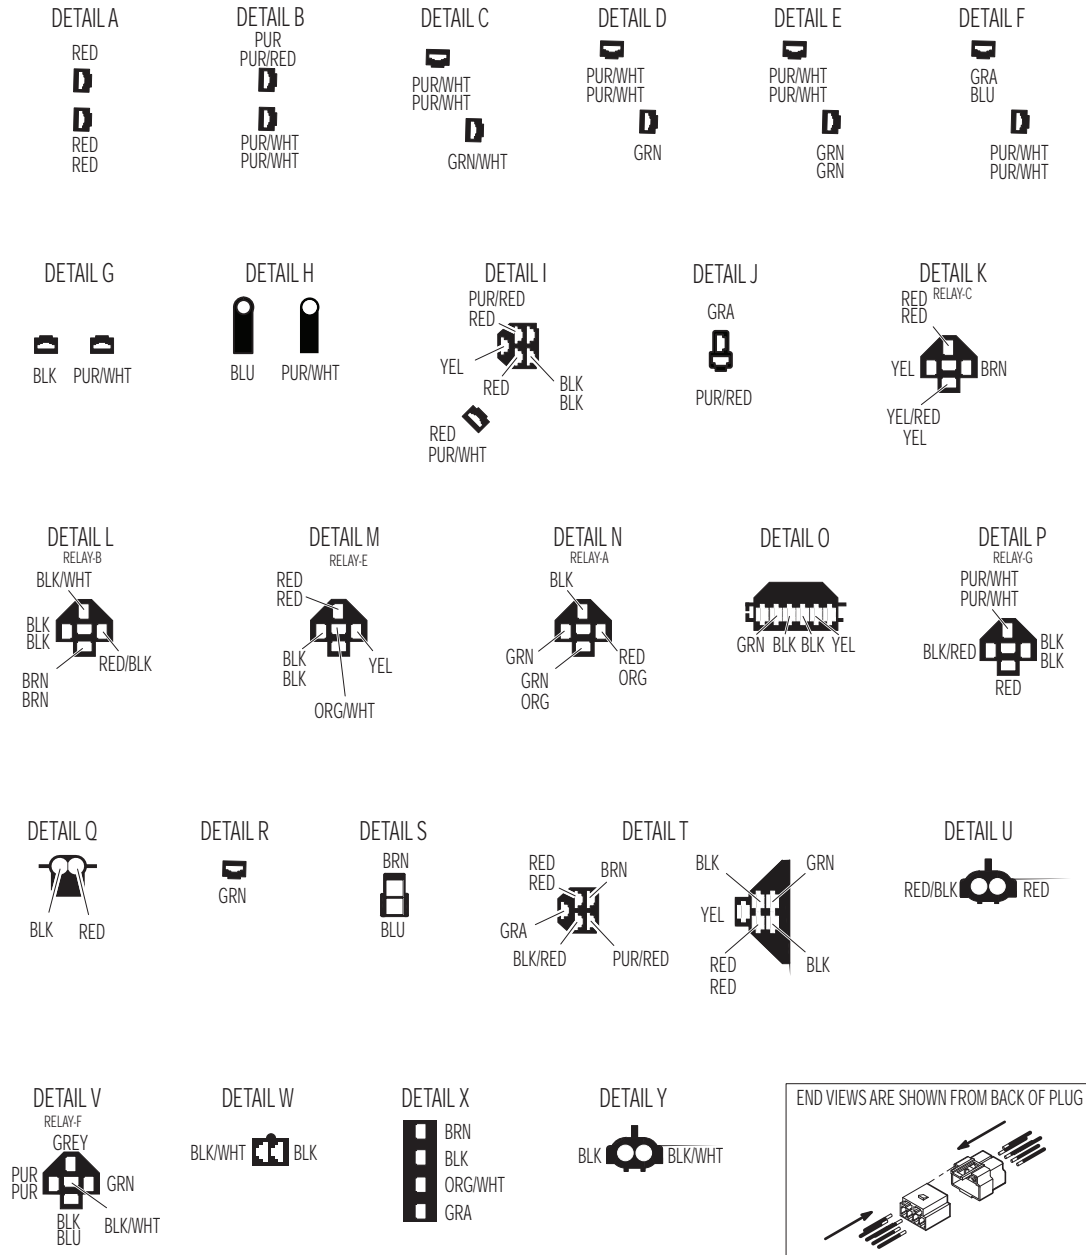 DETAIL A
RED
RED
RED
DETAIL B
PUR
PUR/RED
PUR/WHT
PUR/WHT
DETAIL C
PUR/WHT
PUR/WHT
GRN/WHT
DETAIL D
PUR/WHT
PUR/WHT
GRN
DETAIL E
PUR/WHT
PUR/WHT
GRN
GRN
DETAIL F
GRA
BLU
PUR/WHT
PUR/WHT
DETAIL G
BLK
PUR/WHT
DETAIL H
BLU
PUR/WHT
DETAIL I
PUR/RED
RED
YEL
RED
BLK
BLK
RED
PUR/WHT
DETAIL J
GRA
PUR/RED
DETAIL K
RELAY-C
RED
RED
YEL
BRN
YEL/RED
YEL
DETAIL L
RELAY-B
BLK/WHT
BLK
BLK
RED/BLK
BRN
BRN
DETAIL M
RELAY-E
RED
RED
BLK
BLK
YEL
ORG/WHT
DETAIL N
RELAY-A
BLK
GRN
RED
ORG
GRN
ORG
DETAIL O
GRN BLK BLK YEL
DETAIL P
RELAY-G
PUR/WHT
PUR/WHT
BLK/RED
BLK
BLK
RED
DETAIL Q
BLK
RED
DETAIL R
GRN
DETAIL S
BRN
BLU
DETAIL T
RED
RED
BRN
GRA
BLK/RED
PUR/RED
BLK
GRN
YEL
RED
RED
BLK
DETAIL U
RED/BLK
RED
DETAIL V
RELAY-F
GREY
PUR
PUR
GRN
BLK
BLU
BLK/WHT
DETAIL W
BLK/WHT
BLK
DETAIL X
BRN
BLK
ORG/WHT
GRA
DETAIL Y
BLK
BLK/WHT
END VIEWS ARE SHOWN FROM BACK OF PLUG